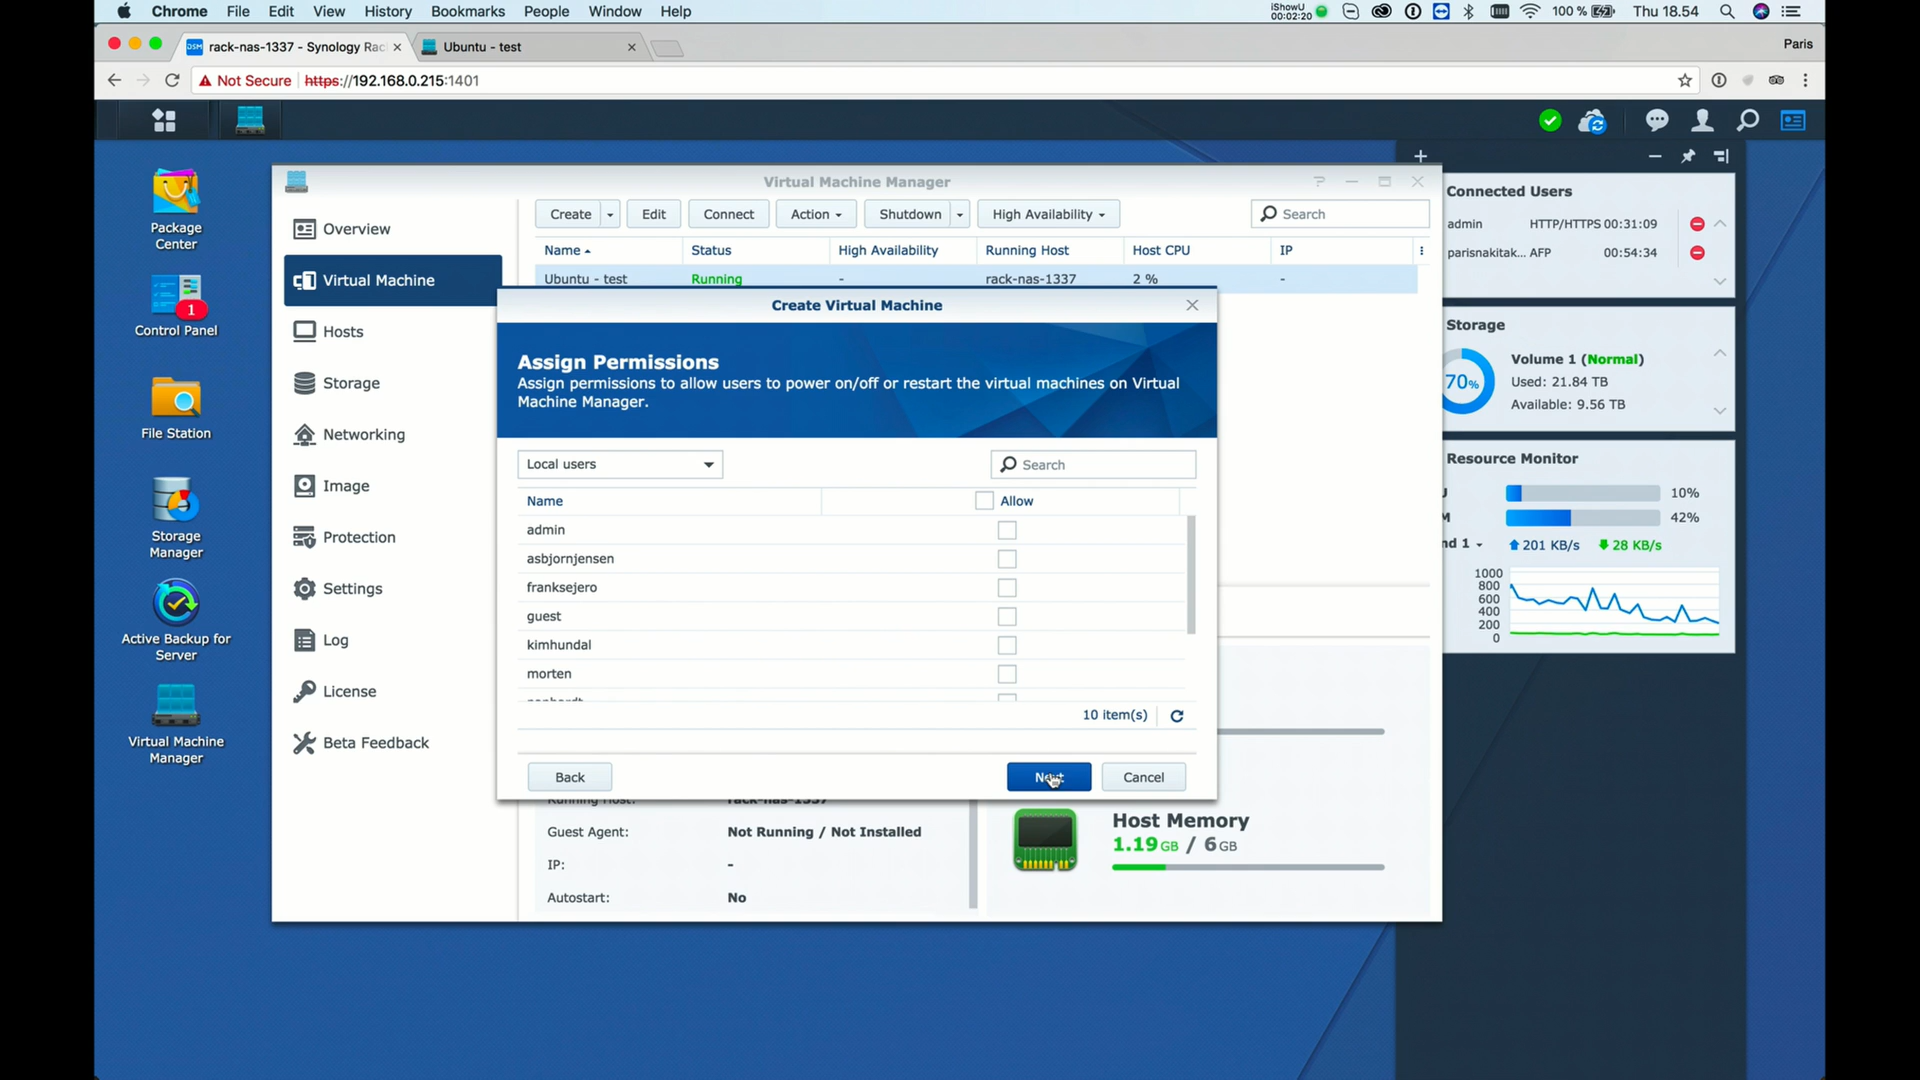 Chrome File Edit View History Bookmarks People Window Help
iShowU
00:02:20
100 % Thu 18.54
rack-nas-1337 - Synology Rac
Ubuntu - test
Paris
Not Secure https://192.168.0.215:1401
Package
Center
1
Control Panel
File Station
Storage
Manager
Active Backup for
Server
Virtual Machine
Manager
Virtual Machine Manager
Overview
Virtual Machine
Hosts
Storage
Networking
Image
Protection
Settings
Log
License
Beta Feedback
Create Edit Connect Action Shutdown High Availability Search
Name Status High Availability Running Host Host CPU IP
Ubuntu - test Running - rack-nas-1337 2 % -
Create Virtual Machine
Assign Permissions
Assign permissions to allow users to power on/off or restart the virtual machines on Virtual
Machine Manager.
Local users
Search
Name Allow
admin
asbjornjensen
franksejero
guest
kimhundal
morten
10 item(s)
Back Next Cancel
Running Host: rack-nas-1337
Guest Agent: Not Running / Not Installed
IP: -
Autostart: No
Host Memory
1.19 GB / 6 GB
Connected Users
admin HTTP/HTTPS 00:31:09
parisnakitak... AFP 00:54:34
Storage
70%
Volume 1 (Normal)
Used: 21.84 TB
Available: 9.56 TB
Resource Monitor
10%
42%
nd 1 201 KB/s 28 KB/s
1000
800
600
400
200
0